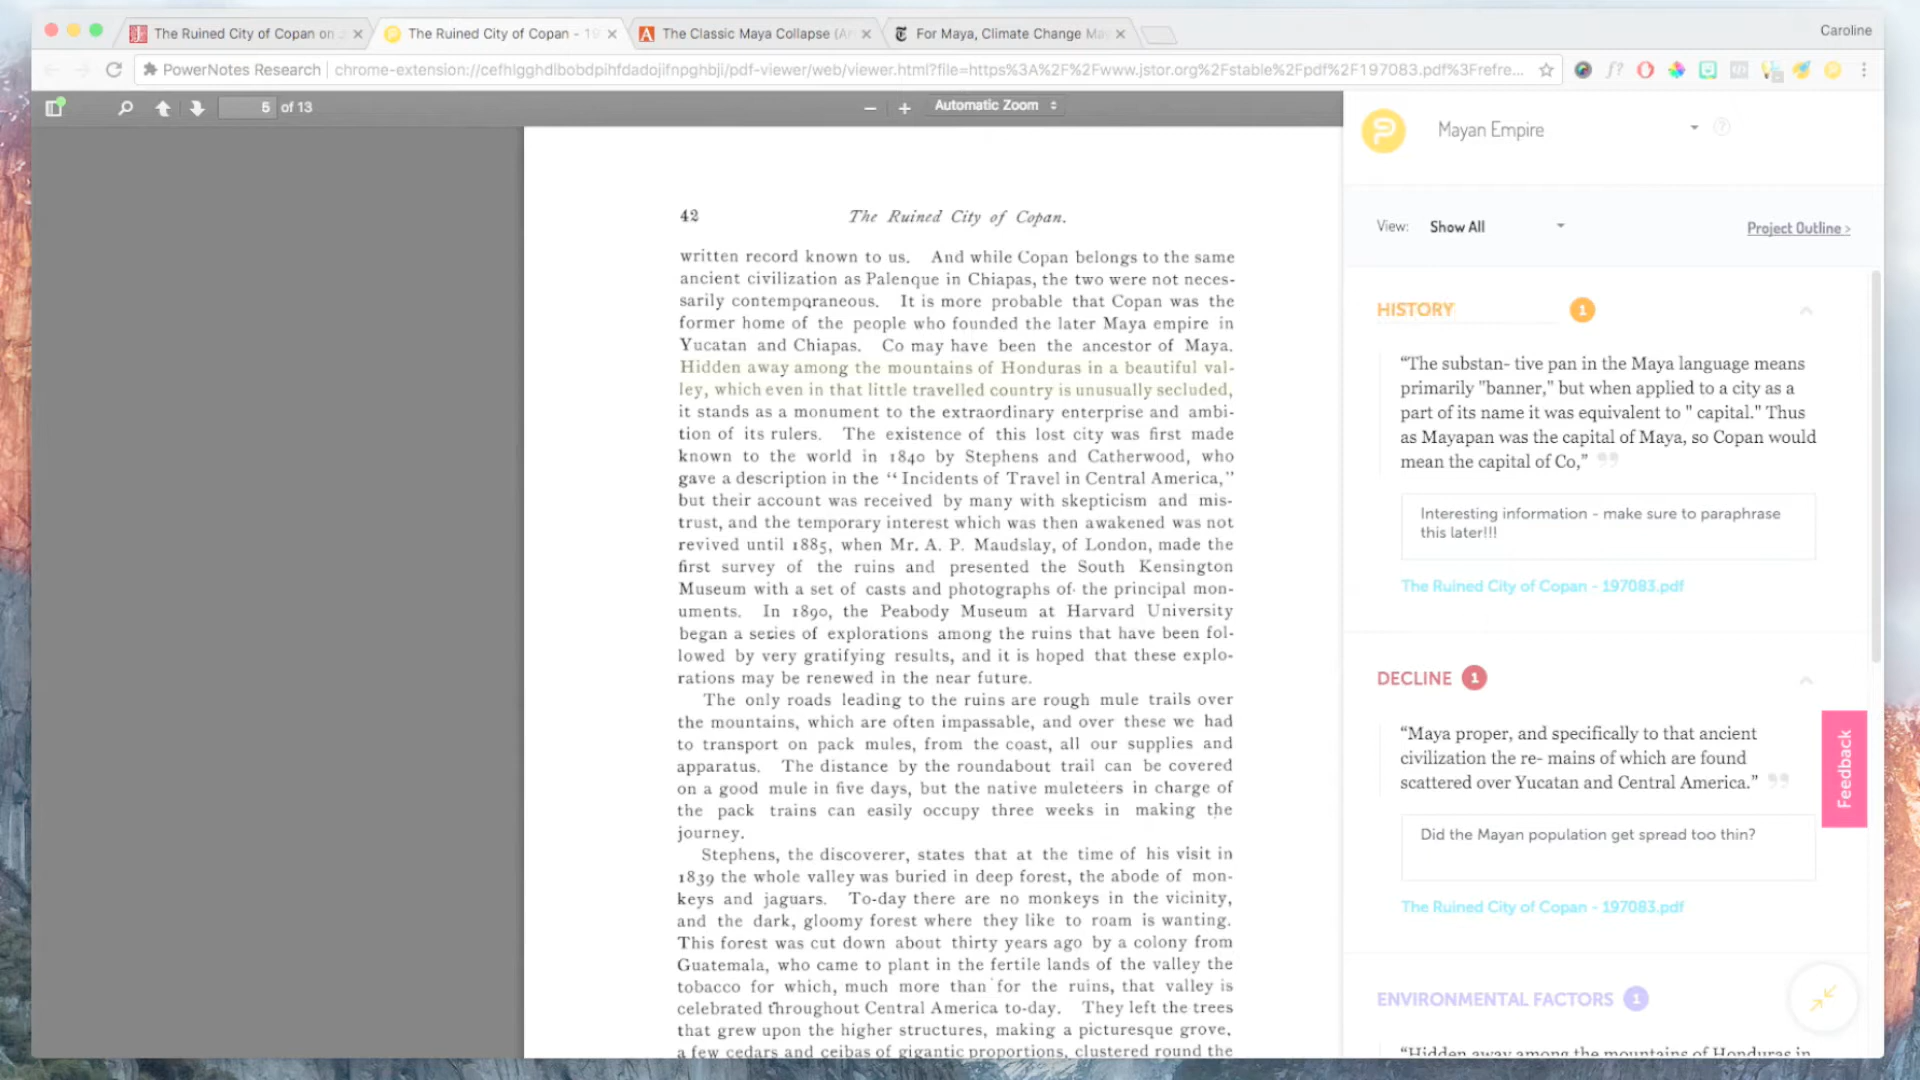 The Ruined City of Copan on
The Ruined City of Copan - 19
The Classic Maya Collapse (Ar
For Maya, Climate Change Ma
Caroline
PowerNotes Research
chrome-extension://cefhlgghdlbobdpihfdadojifnpghbji/pdf-viewer/web/viewer.html?file=https%3A%2F%2Fwww.jstor.org%2Fstable%2Fpdf%2F197083.pdf%3Frefre...
5 of 13
Automatic Zoom
42 The Ruined City of Copan.
written record known to us. And while Copan belongs to the same
ancient civilization as Palenque in Chiapas, the two were not neces-
sarily contemporaneous. It is more probable that Copan was the
former home of the people who founded the later Maya empire in
Yucatan and Chiapas. Co may have been the ancestor of Maya.
Hidden away among the mountains of Honduras in a beautiful val-
ley, which even in that little travelled country is unusually secluded,
it stands as a monument to the extraordinary enterprise and ambi-
tion of its rulers. The existence of this lost city was first made
known to the world in 1840 by Stephens and Catherwood, who
gave a description in the "Incidents of Travel in Central America,"
but their account was received by many with skepticism and mis-
trust, and the temporary interest which was then awakened was not
revived until 1885, when Mr. A. P. Maudslay, of London, made the
first survey of the ruins and presented the South Kensington
Museum with a set of casts and photographs of the principal mon-
uments. In 1890, the Peabody Museum at Harvard University
began a series of explorations among the ruins that have been fol-
lowed by very gratifying results, and it is hoped that these explo-
rations may be renewed in the near future.
The only roads leading to the ruins are rough mule trails over
the mountains, which are often impassable, and over these we had
to transport on pack mules, from the coast, all our supplies and
apparatus. The distance by the roundabout trail can be covered
on a good mule in five days, but the native muleteers in charge of
the pack trains can easily occupy three weeks in making the
journey.
Stephens, the discoverer, states that at the time of his visit in
1839 the whole valley was buried in deep forest, the abode of mon-
keys and jaguars. To-day there are no monkeys in the vicinity,
and the dark, gloomy forest where they like to roam is wanting.
This forest was cut down about thirty years ago by a colony from
Guatemala, who came to plant in the fertile lands of the valley the
tobacco for which, much more than for the ruins, that valley is
celebrated throughout Central America to-day. They left the trees
that grew upon the higher structures, making a picturesque grove,
a few cedars and ceibas of gigantic proportions, clustered round the
Mayan Empire
View: Show All
Project Outline >
HISTORY 1
“The substan- tive pan in the Maya language means
primarily "banner," but when applied to a city as a
part of its name it was equivalent to " capital." Thus
as Mayapan was the capital of Maya, so Copan would
mean the capital of Co,”
Interesting information - make sure to paraphrase
this later!!!
The Ruined City of Copan - 197083.pdf
DECLINE 1
“Maya proper, and specifically to that ancient
civilization the re- mains of which are found
scattered over Yucatan and Central America.”
Did the Mayan population get spread too thin?
The Ruined City of Copan - 197083.pdf
Feedback
ENVIRONMENTAL FACTORS 1
“Hidden away among the mountains of Honduras in